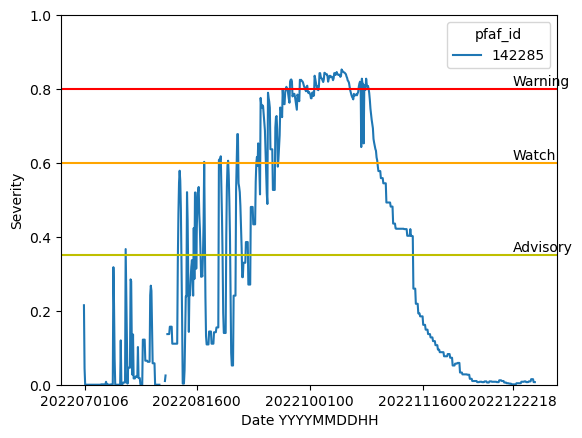 pfaf_id
142285
1.0
0.8
0.6
0.4
0.2
0.0
Warning
Watch
Advisory
Severity
2022070106
2022081600
2022100100
2022111600
2022122218
Date YYYYMMDDHH